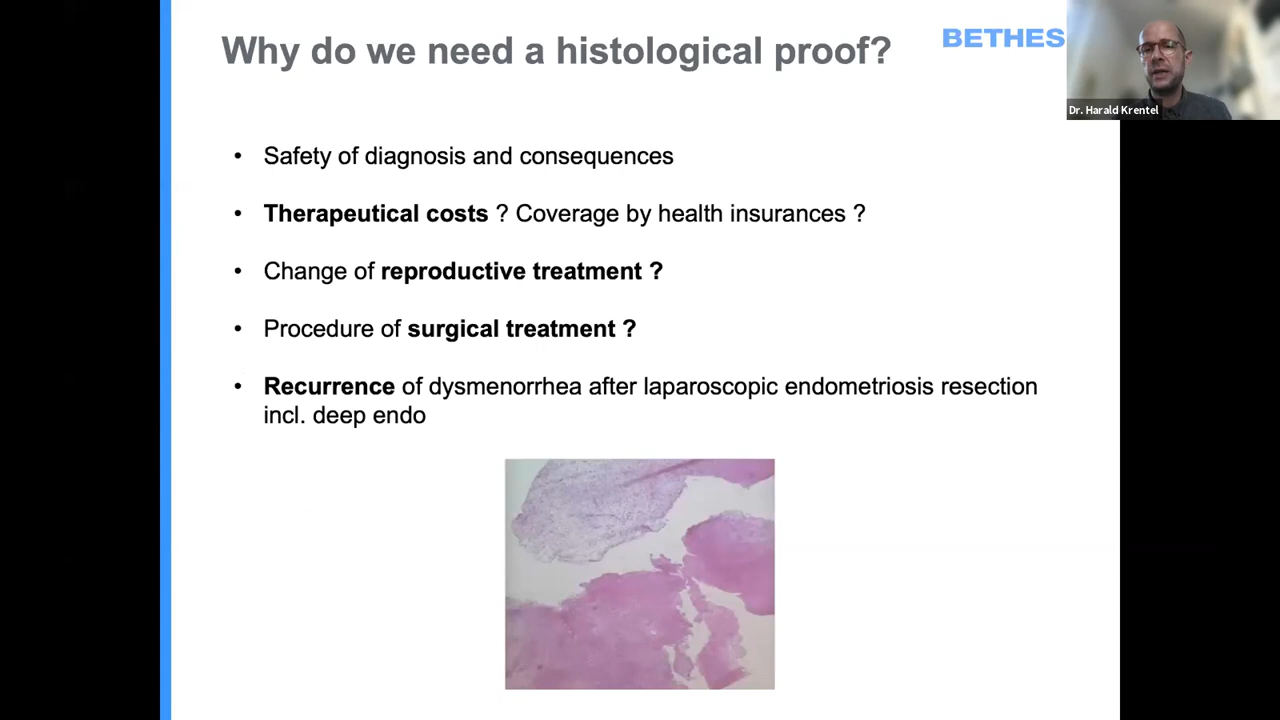 Why do we need a histological proof?
BETHES
Dr. Harald Krentel
• Safety of diagnosis and consequences
• Therapeutical costs ? Coverage by health insurances ?
• Change of reproductive treatment ?
• Procedure of surgical treatment ?
• Recurrence of dysmenorrhea after laparoscopic endometriosis resection
incl. deep endo